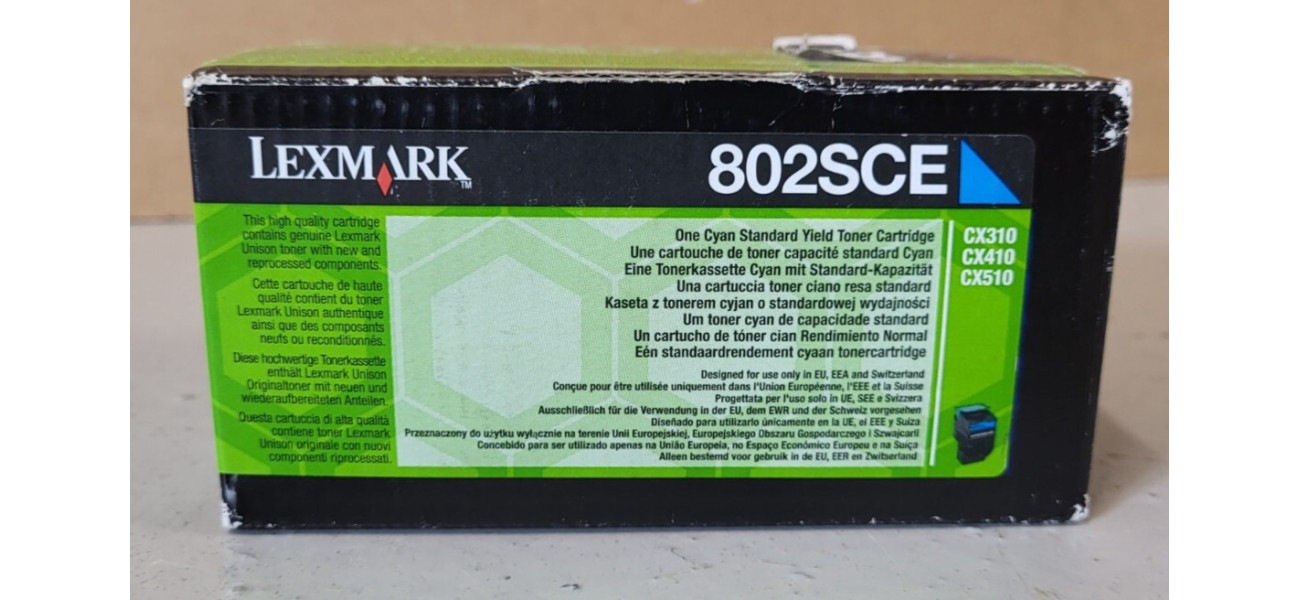 LEXMARK™
802SCE
This high quality cartridge
contains genuine Lexmark
Unison toner with new and
reprocessed components.
Cette cartouche de haute
qualité contient du toner
Lexmark Unison authentique
ainsi que des composants
neufs ou reconditionnés.
Diese hochwertige Tonerkassette
enthält Lexmark Unison
Originaltoner mit neuen und
wiederaufbereiteten Anteilen.
Questa cartuccia di alta qualità
contiene toner Lexmark
Unison originale con nuovi
componenti riprocessati.
One Cyan Standard Yield Toner Cartridge
Une cartouche de toner capacité standard Cyan
Eine Tonerkassette Cyan mit Standard-Kapazität
Una cartuccia toner ciano resa standard
Kaseta z tonerem cyjan o standardowej wydajności
Um toner cyan de capacidade standard
Un cartucho de tóner cian Rendimiento Normal
Eén standaardrendement cyaan tonercartridge
Designed for use only in EU, EEA and Switzerland
Conçue pour être utilisée uniquement dans l'Union Européenne, l'EEE et la Suisse
Progettata per l'uso solo in UE, SEE e Svizzera
Ausschließlich für die Verwendung in der EU, dem EWR und der Schweiz vorgesehen
Diseñado para utilizarlo únicamente en la UE, el EEE y Suiza
Przeznaczony do użytku wyłącznie na terenie Unii Europejskiej, Europejskiego Obszaru Gospodarczego i Szwajcarii
Concebido para ser utilizado apenas na União Europeia, no Espaço Económico Europeu e na Suíça
Alleen bestemd voor gebruik in de EU, EER en Zwitserland
CX310
CX410
CX510